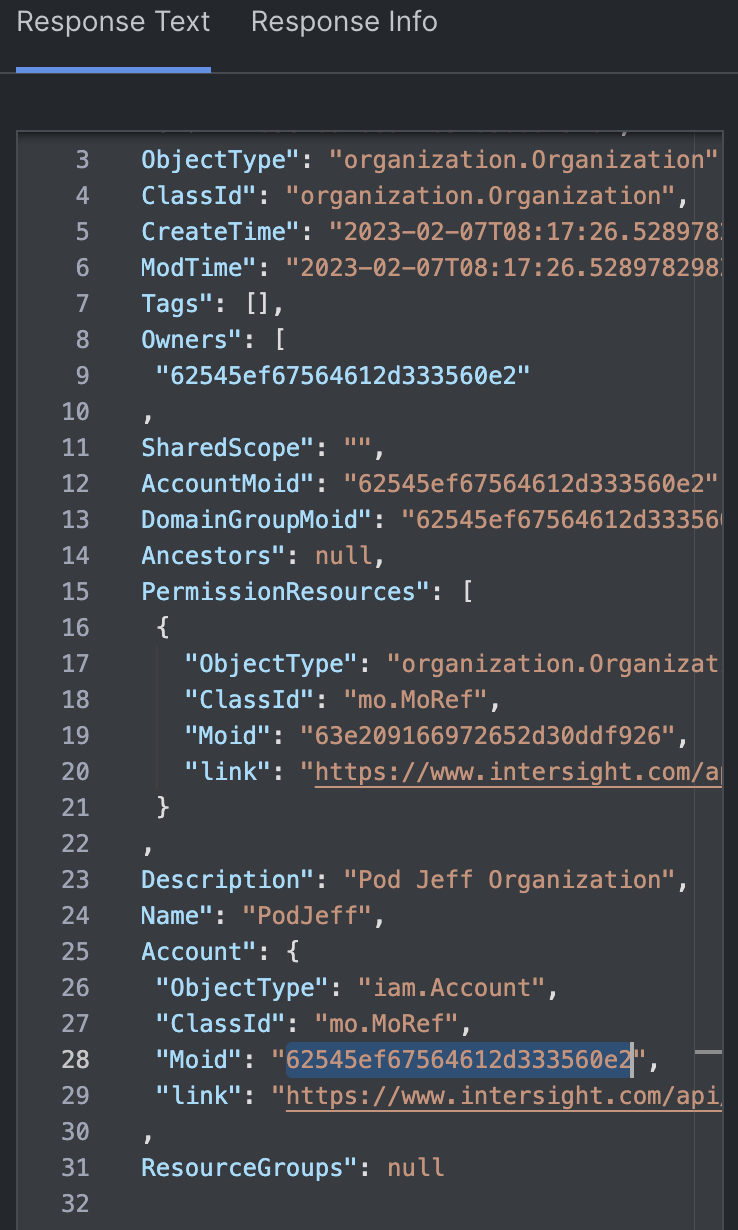 Response Text Response Info
3 ObjectType": "organization.Organization"
4 ClassId": "organization.Organization",
5 CreateTime": "2023-02-07T08:17:26.528978
6 ModTime": "2023-02-07T08:17:26.528978298
7 Tags": [],
8 Owners": [
9 "62545ef67564612d333560e2"
10 ,
11 SharedScope": "",
12 AccountMoid": "62545ef67564612d333560e2"
13 DomainGroupMoid": "62545ef67564612d33356
14 Ancestors": null,
15 PermissionResources": [
16 {
17 "ObjectType": "organization.Organizat
18 "ClassId": "mo.MoRef",
19 "Moid": "63e209166972652d30ddf926",
20 "link": "https://www.intersight.com/a
21 }
22 ,
23 Description": "Pod Jeff Organization",
24 Name": "PodJeff",
25 Account": {
26 "ObjectType": "iam.Account",
27 "ClassId": "mo.MoRef",
28 "Moid": "62545ef67564612d333560e2",
29 "link": "https://www.intersight.com/api/
30 ,
31 ResourceGroups": null
32